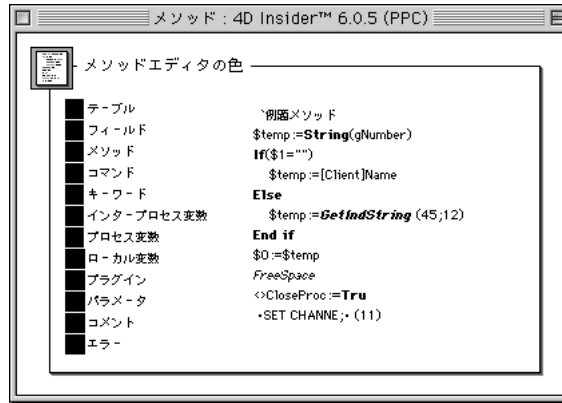 メソッド : 4D Insider™ 6.0.5 (PPC)
メソッドエディタの色
テーブル
フィールド
メソッド
コマンド
キーワード
インタープロセス変数
プロセス変数
ローカル変数
プラグイン
パラメータ
コメント
エラー
`例題メソッド
$temp:=String(gNumber)
If($1="")
$temp:=[Client]Name
Else
$temp:=GetIndString (45;12)
End if
$0:=$temp
FreeSpace
<>CloseProc:=Tru
•SET CHANNE;• (11)